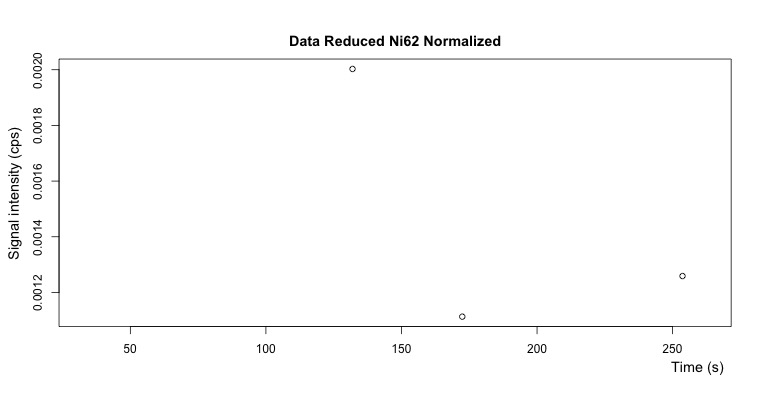 Data Reduced Ni62 Normalized
Signal intensity (cps)
0.0020
0.0018
0.0016
0.0014
0.0012
50 100 150 200 250
Time (s)